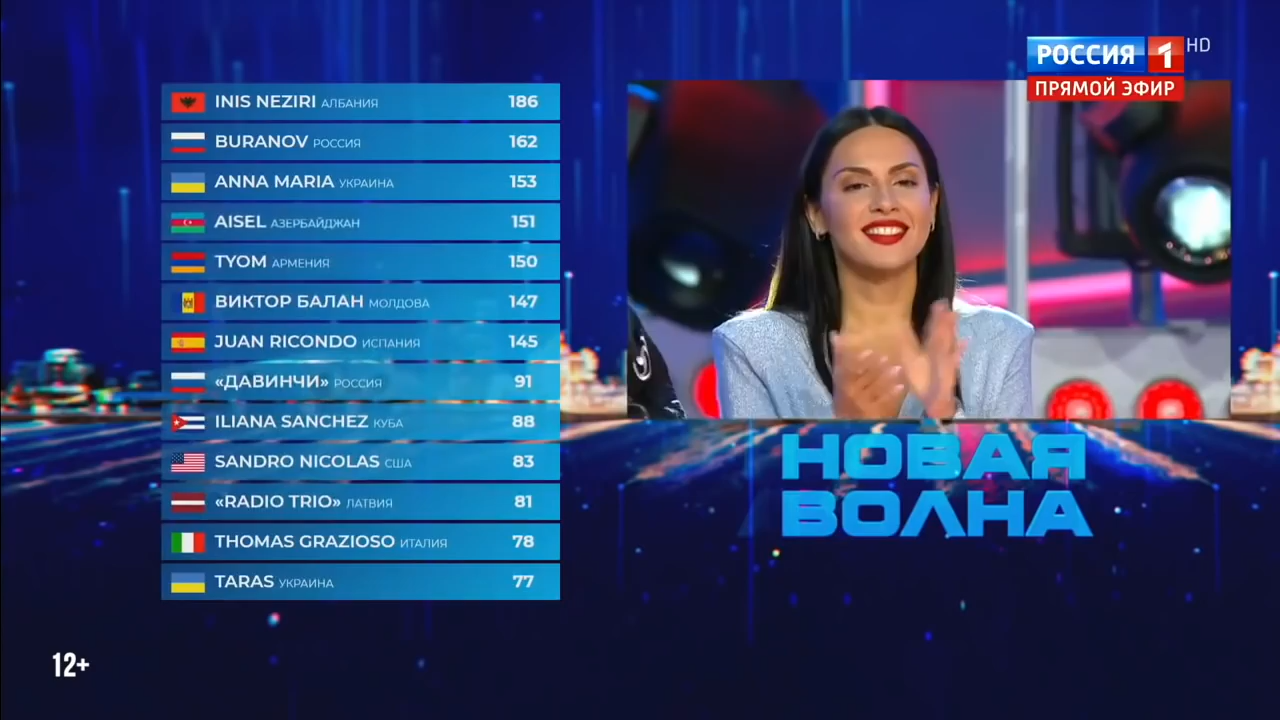 РОССИЯ 1 HD
ПРЯМОЙ ЭФИР
INIS NEZIRI АЛБАНИЯ 186
BURANOV РОССИЯ 162
ANNA MARIA УКРАИНА 153
AISEL АЗЕРБАЙДЖАН 151
TYOM АРМЕНИЯ 150
ВИКТОР БАЛАН МОЛДОВА 147
JUAN RICONDO ИСПАНИЯ 145
«ДАВИНЧИ» РОССИЯ 91
ILIANA SANCHEZ КУБА 88
SANDRO NICOLAS США 83
«RADIO TRIO» ЛАТВИЯ 81
THOMAS GRAZIOSO ИТАЛИЯ 78
TARAS УКРАИНА 77
НОВАЯ
ВОЛНА
12+